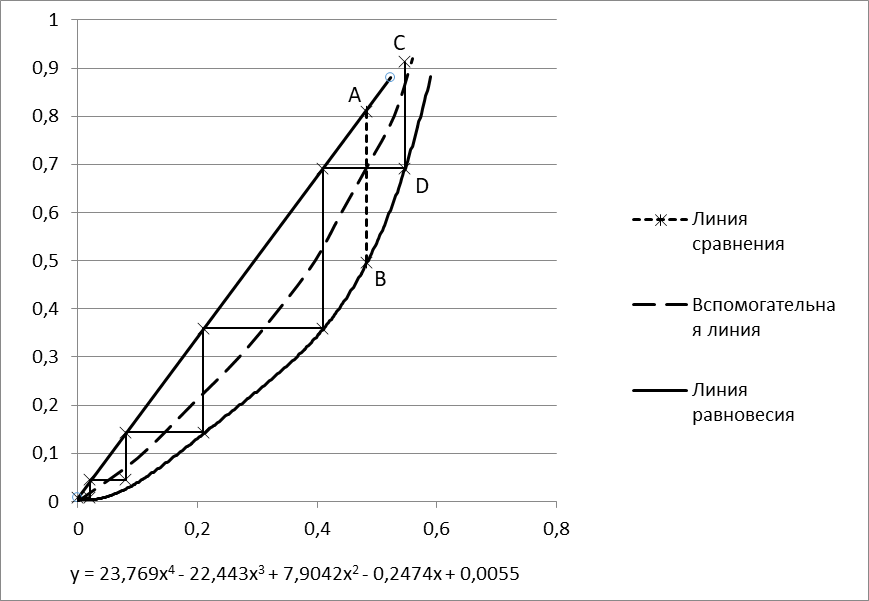 1
0,9
0,8
0,7
0,6
0,5
0,4
0,3
0,2
0,1
0
0
0,2
0,4
0,6
0,8
C
A
D
B
Линия
сравнения
Вспомогательна
я линия
Линия
равновесия
y = 23,769x⁴ - 22,443x³ + 7,9042x² - 0,2474x + 0,0055